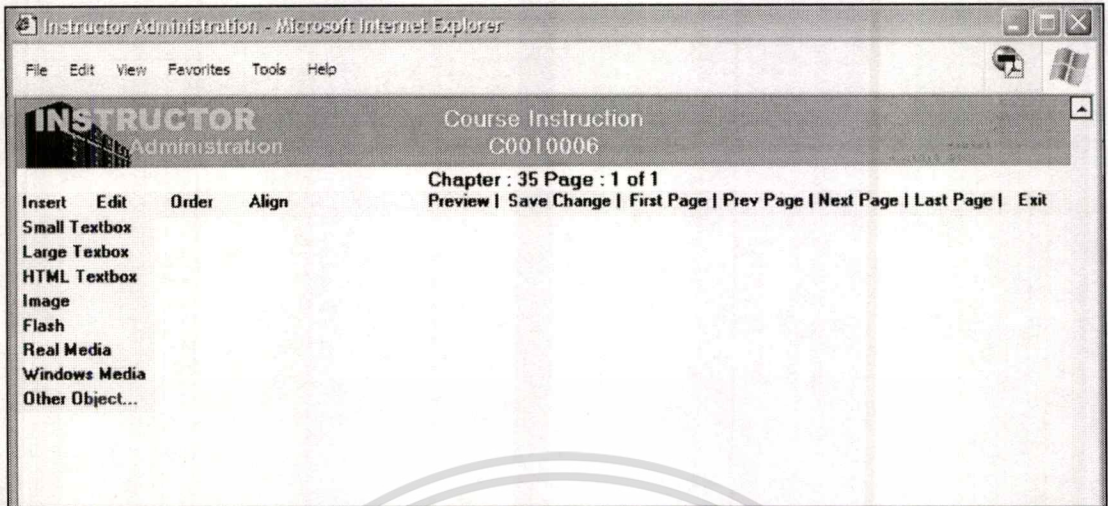 Instructor Administration - Microsoft Internet Explorer
File Edit View Favorites Tools Help
INSTRUCTOR
Administration
Course Instruction
C0010006
Chapter : 35 Page : 1 of 1
Insert Edit Order Align Preview | Save Change | First Page | Prev Page | Next Page | Last Page | Exit
Small Textbox
Large Texbox
HTML Textbox
Image
Flash
Real Media
Windows Media
Other Object...